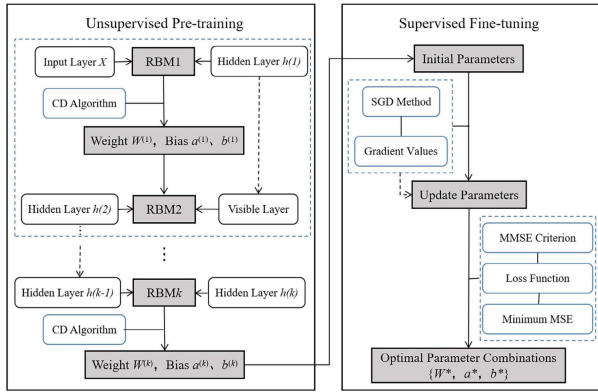 Unsupervised Pre-training
Input Layer X
RBM1
Hidden Layer h(1)
CD Algorithm
Weight W⁽¹⁾, Bias a⁽¹⁾、b⁽¹⁾
Hidden Layer h(2)
RBM2
Visible Layer
Hidden Layer h(k-1)
RBMk
Hidden Layer h(k)
CD Algorithm
Weight W⁽ᵏ⁾, Bias a⁽ᵏ⁾、b⁽ᵏ⁾
Supervised Fine-tuning
Initial Parameters
SGD Method
Gradient Values
Update Parameters
MMSE Criterion
Loss Function
Minimum MSE
Optimal Parameter Combinations
{W*, a*, b*}